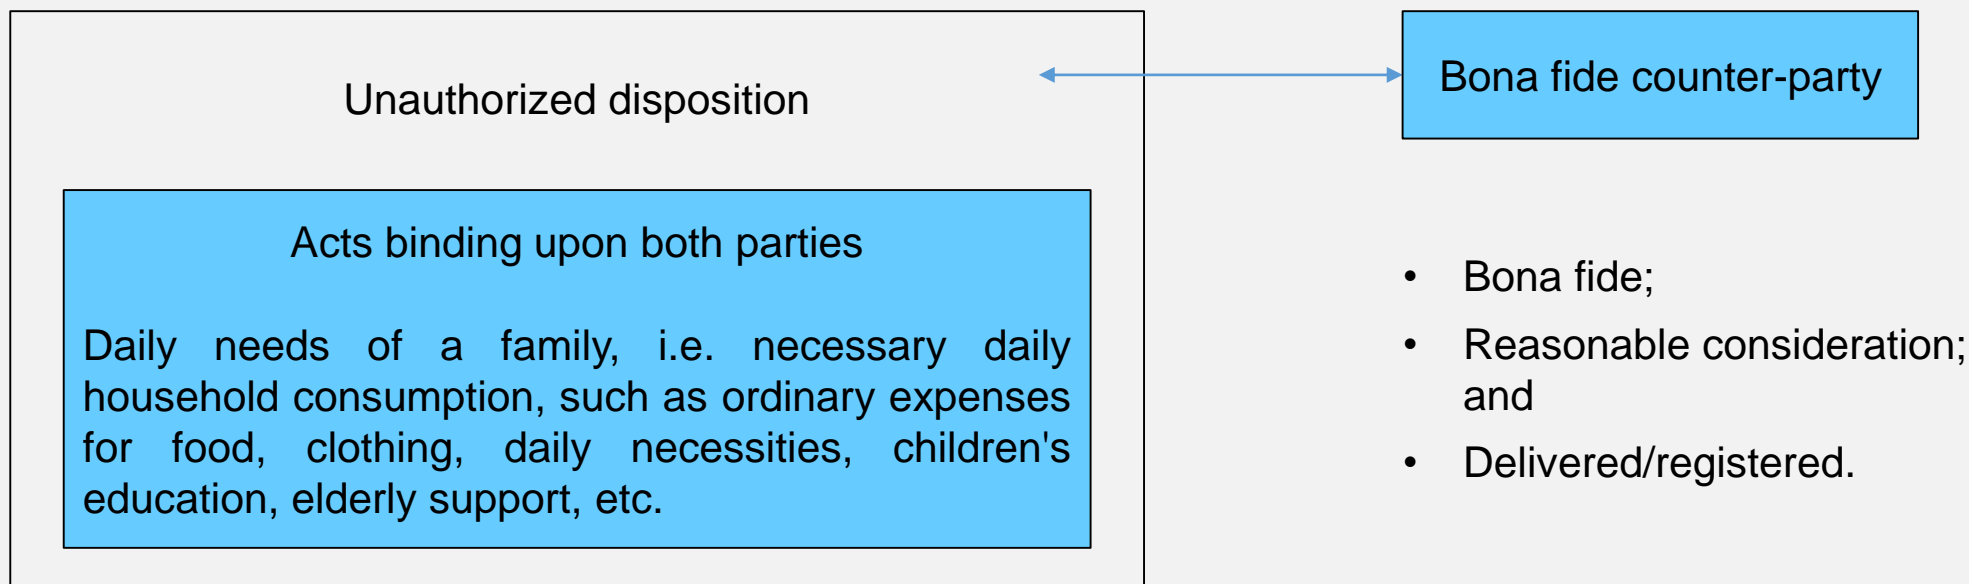 Unauthorized disposition
Bona fide counter-party
Acts binding upon both parties
Daily needs of a family, i.e. necessary daily
household consumption, such as ordinary expenses
for food, clothing, daily necessities, children's
education, elderly support, etc.
• Bona fide;
• Reasonable consideration;
and
• Delivered/registered.